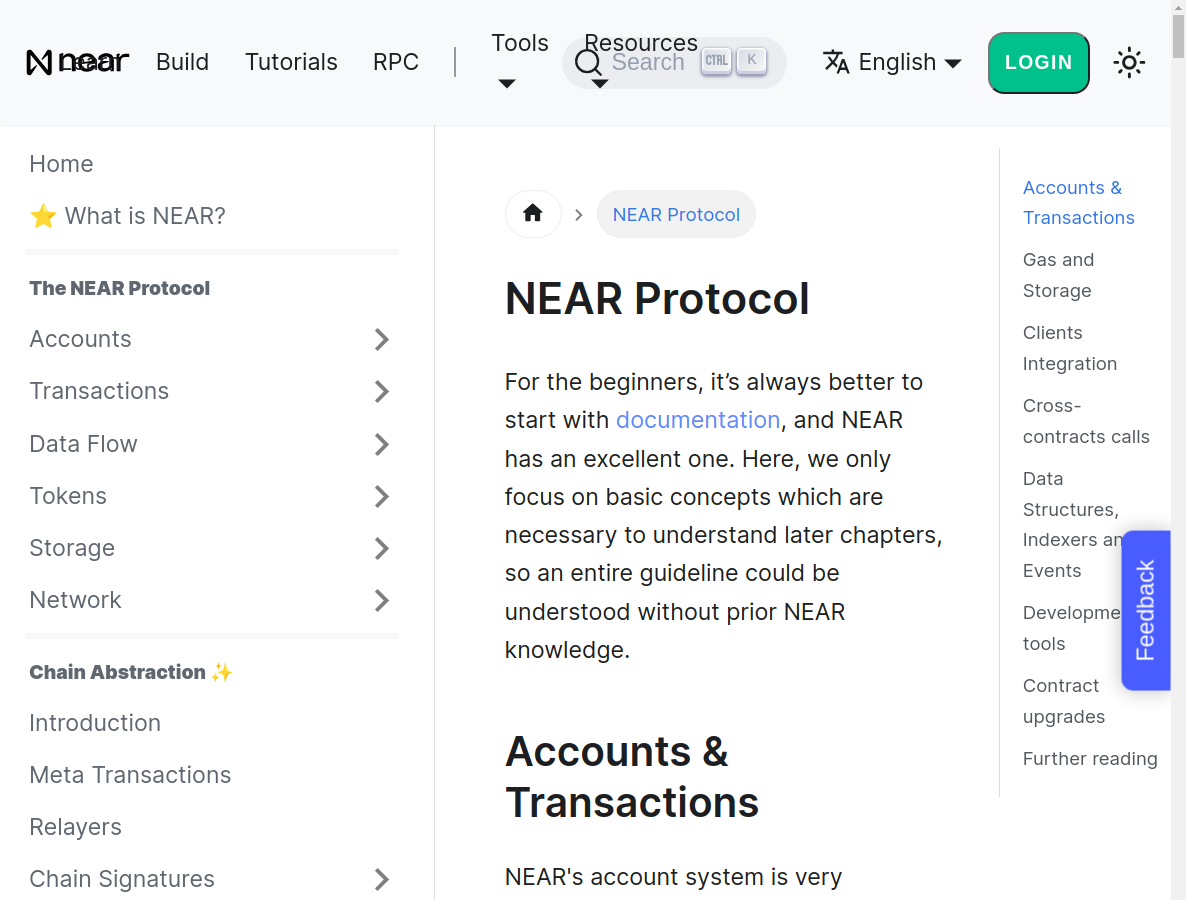 near
Learn
Build
Tutorials
RPC
Tools
Resources
Search
CTRL
K
English
LOGIN
Home
⭐ What is NEAR?
The NEAR Protocol
Accounts
Transactions
Data Flow
Tokens
Storage
Network
Chain Abstraction ✨
Introduction
Meta Transactions
Relayers
Chain Signatures
NEAR Protocol
NEAR Protocol
For the beginners, it’s always better to
start with documentation, and NEAR
has an excellent one. Here, we only
focus on basic concepts which are
necessary to understand later chapters,
so an entire guideline could be
understood without prior NEAR
knowledge.
Accounts &
Transactions
NEAR's account system is very
Accounts &
Transactions
Gas and
Storage
Clients
Integration
Cross-
contracts calls
Data
Structures,
Indexers an
Events
Developme
tools
Contract
upgrades
Further reading
Feedback